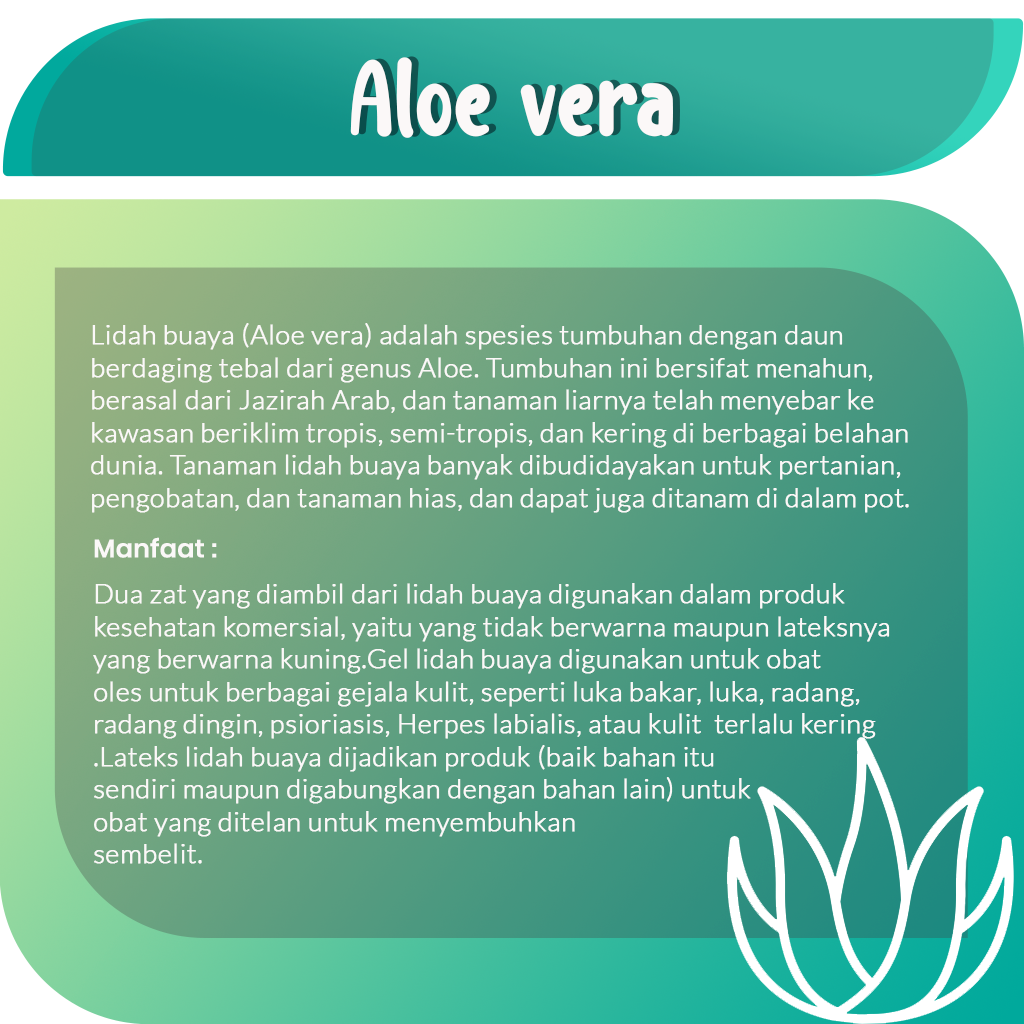 Aloe vera
Lidah buaya (Aloe vera) adalah spesies tumbuhan dengan daun
berdaging tebal dari genus Aloe. Tumbuhan ini bersifat menahun,
berasal dari Jazirah Arab, dan tanaman liarnya telah menyebar ke
kawasan beriklim tropis, semi-tropis, dan kering di berbagai belahan
dunia. Tanaman lidah buaya banyak dibudidayakan untuk pertanian,
pengobatan, dan tanaman hias, dan dapat juga ditanam di dalam pot.
Manfaat :
Dua zat yang diambil dari lidah buaya digunakan dalam produk
kesehatan komersial, yaitu yang tidak berwarna maupun lateksnya
yang berwarna kuning.Gel lidah buaya digunakan untuk obat
oles untuk berbagai gejala kulit, seperti luka bakar, luka, radang,
radang dingin, psioriasis, Herpes labialis, atau kulit  terlalu kering
.Lateks lidah buaya dijadikan produk (baik bahan itu
sendiri maupun digabungkan dengan bahan lain) untuk
obat yang ditelan untuk menyembuhkan
sembelit.